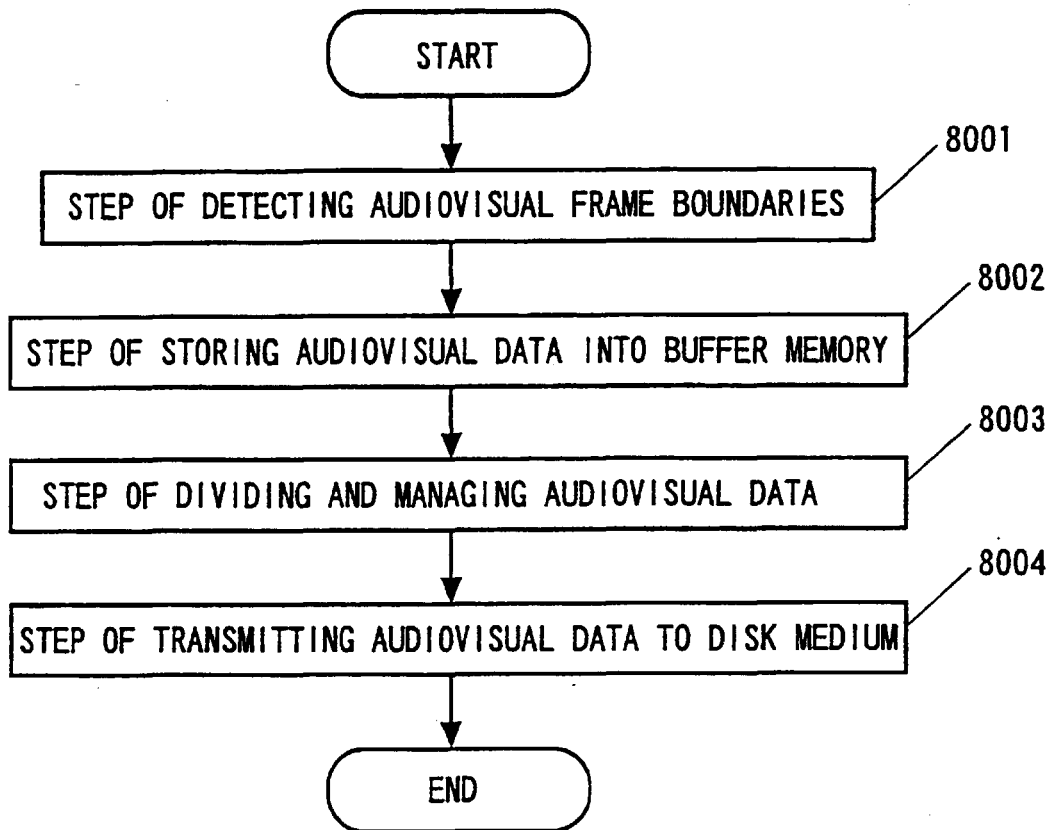 START
8001
STEP OF DETECTING AUDIOVISUAL FRAME BOUNDARIES
8002
STEP OF STORING AUDIOVISUAL DATA INTO BUFFER MEMORY
8003
STEP OF DIVIDING AND MANAGING AUDIOVISUAL DATA
8004
STEP OF TRANSMITTING AUDIOVISUAL DATA TO DISK MEDIUM
END